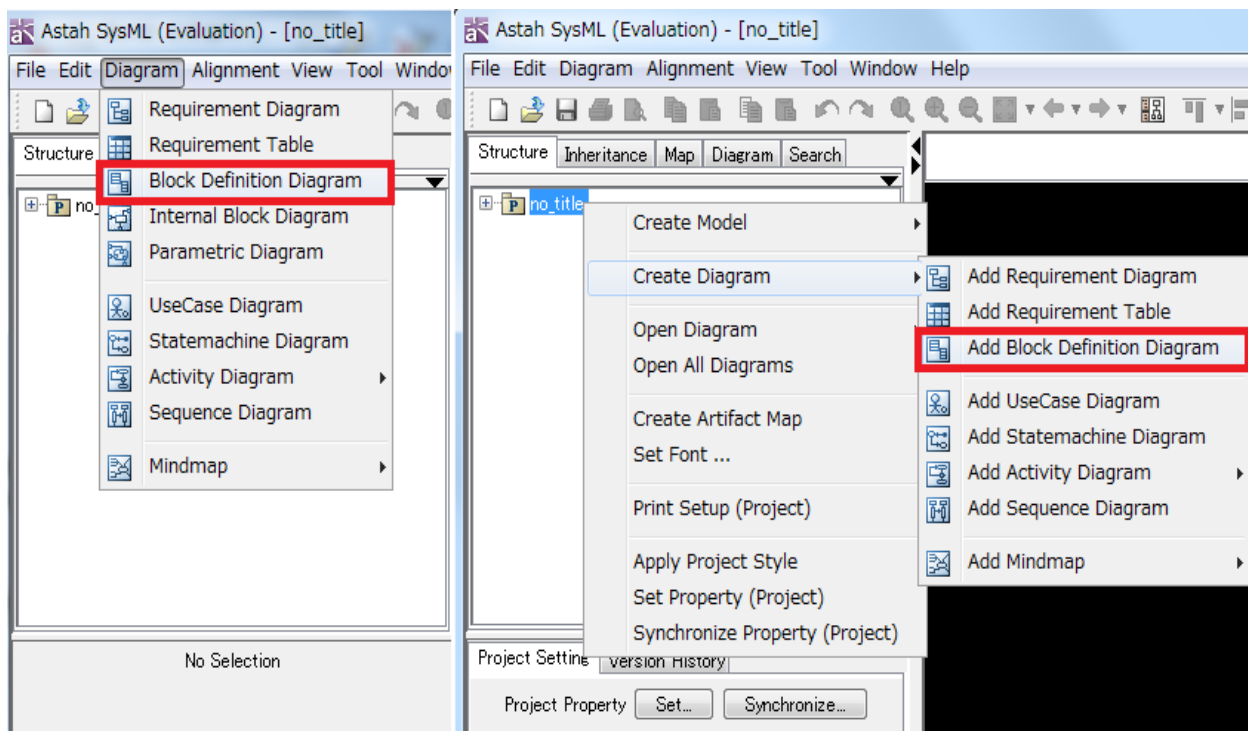 Astah SysML (Evaluation) - [no_title]
File Edit Diagram Alignment View Tool Windo
Requirement Diagram
Requirement Table
Block Definition Diagram
Internal Block Diagram
Parametric Diagram
UseCase Diagram
Statemachine Diagram
Activity Diagram
Sequence Diagram
Mindmap
Structure
no_
No Selection
Astah SysML (Evaluation) - [no_title]
File Edit Diagram Alignment View Tool Window Help
Structure Inheritance Map Diagram Search
no_title
Create Model
Create Diagram
Open Diagram
Open All Diagrams
Create Artifact Map
Set Font ...
Print Setup (Project)
Apply Project Style
Set Property (Project)
Synchronize Property (Project)
Add Requirement Diagram
Add Requirement Table
Add Block Definition Diagram
Add UseCase Diagram
Add Statemachine Diagram
Add Activity Diagram
Add Sequence Diagram
Add Mindmap
Project Setting Version History
Project Property Set... Synchronize...